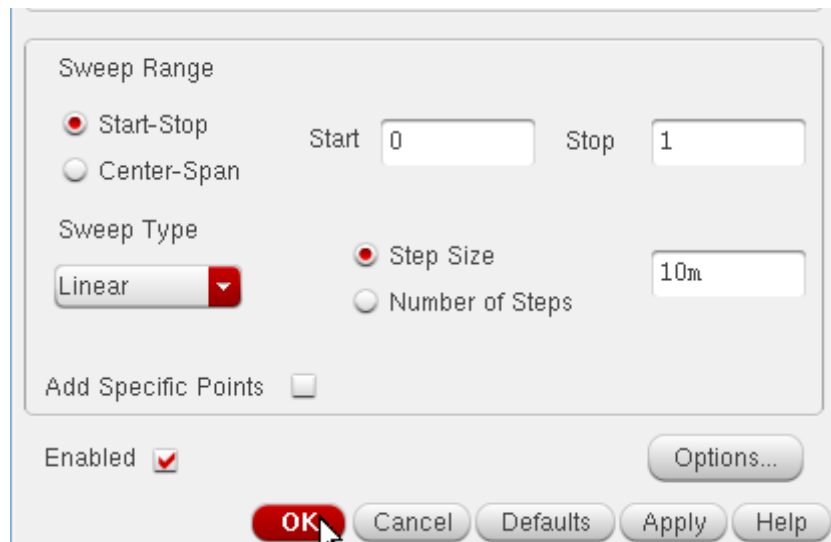 Sweep Range
Start-Stop
Start 0 Stop 1
Center-Span
Sweep Type
Step Size
Linear 10m
Number of Steps
Add Specific Points
Enabled Options...
OK Cancel Defaults Apply Help